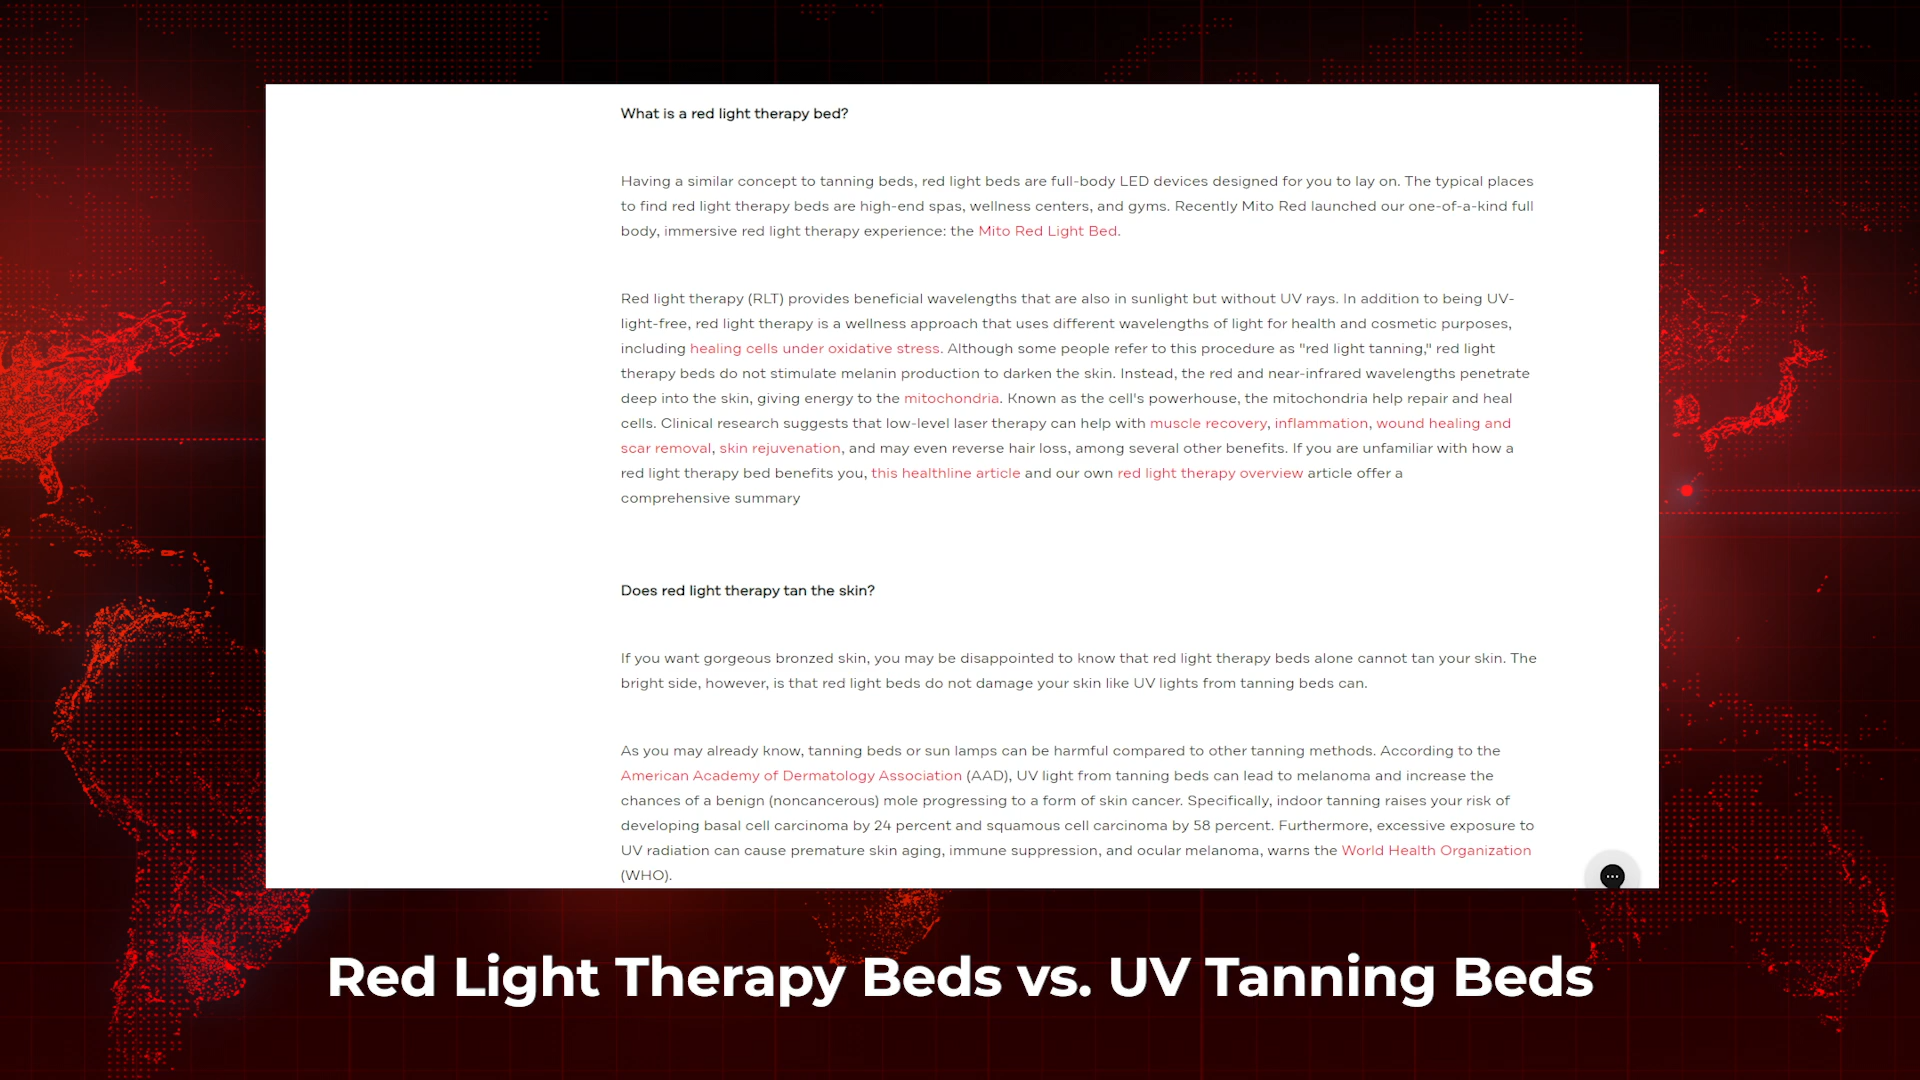 What is a red light therapy bed?
Having a similar concept to tanning beds, red light beds are full-body LED devices designed for you to lay on. The typical places
to find red light therapy beds are high-end spas, wellness centers, and gyms. Recently Mito Red launched our one-of-a-kind full
body, immersive red light therapy experience: the Mito Red Light Bed.
Red light therapy (RLT) provides beneficial wavelengths that are also in sunlight but without UV rays. In addition to being UV-
light-free, red light therapy is a wellness approach that uses different wavelengths of light for health and cosmetic purposes,
including healing cells under oxidative stress. Although some people refer to this procedure as "red light tanning," red light
therapy beds do not stimulate melanin production to darken the skin. Instead, the red and near-infrared wavelengths penetrate
deep into the skin, giving energy to the mitochondria. Known as the cell's powerhouse, the mitochondria help repair and heal
cells. Clinical research suggests that low-level laser therapy can help with muscle recovery, inflammation, wound healing and
scar removal, skin rejuvenation, and may even reverse hair loss, among several other benefits. If you are unfamiliar with how a
red light therapy bed benefits you, this healthline article and our own red light therapy overview article offer a
comprehensive summary
Does red light therapy tan the skin?
If you want gorgeous bronzed skin, you may be disappointed to know that red light therapy beds alone cannot tan your skin. The
bright side, however, is that red light beds do not damage your skin like UV lights from tanning beds can.
As you may already know, tanning beds or sun lamps can be harmful compared to other tanning methods. According to the
American Academy of Dermatology Association (AAD), UV light from tanning beds can lead to melanoma and increase the
chances of a benign (noncancerous) mole progressing to a form of skin cancer. Specifically, indoor tanning raises your risk of
developing basal cell carcinoma by 24 percent and squamous cell carcinoma by 58 percent. Furthermore, excessive exposure to
UV radiation can cause premature skin aging, immune suppression, and ocular melanoma, warns the World Health Organization
(WHO).
Red Light Therapy Beds vs. UV Tanning Beds